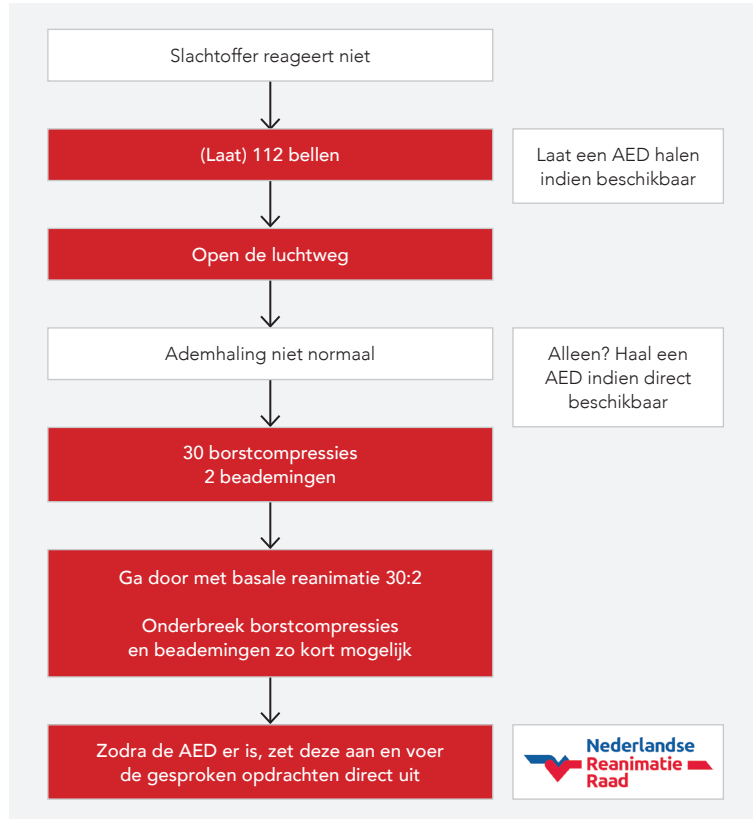 Slachtoffer reageert niet
(Laat) 112 bellen
Laat een AED halen
indien beschikbaar
Open de luchtweg
Ademhaling niet normaal
Alleen? Haal een
AED indien direct
beschikbaar
30 borstcompressies
2 beademingen
Ga door met basale reanimatie 30:2
Onderbreek borstcompressies
en beademingen zo kort mogelijk
Zodra de AED er is, zet deze aan en voer
de gesproken opdrachten direct uit
Nederlandse
Reanimatie
Raad